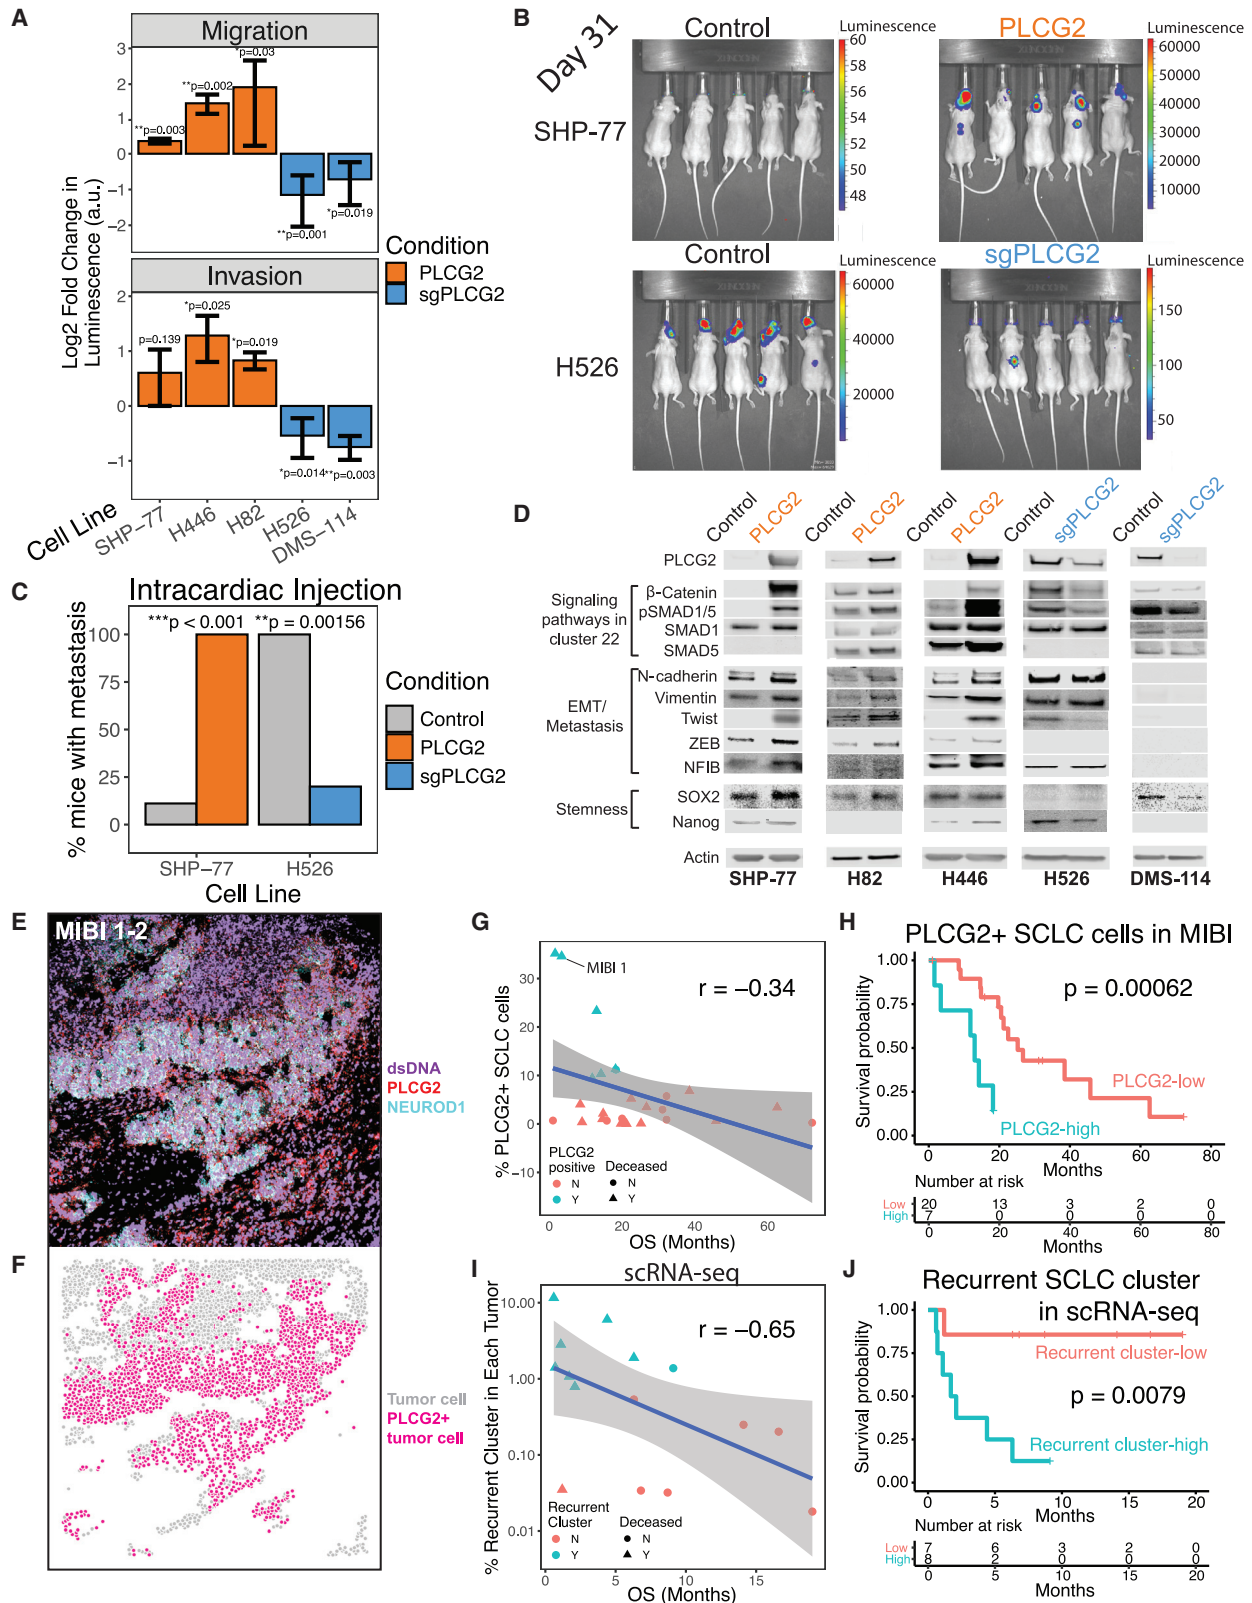 A
Migration
3
2
1
0
−1
−2
**p=0.003
**p=0.002
*p=0.03
**p=0.001
*p=0.019
Invasion
2
1
0
−1
p=0.139
*p=0.025
*p=0.019
*p=0.014
**p=0.003
Log2 Fold Change in
Luminescence (a.u.)
Cell Line
SHP−77
H446
H82
H526
DMS−114
Condition
PLCG2
sgPLCG2
B
Day 31
Control
PLCG2
SHP-77
Luminescence
60
58
56
54
52
50
48
Luminescence
60000
50000
40000
30000
20000
10000
Control
sgPLCG2
H526
Luminescence
60000
40000
20000
Luminescence
150
100
50
C
Intracardiac Injection
***p < 0.001
**p = 0.00156
% mice with metastasis
100
75
50
25
0
SHP−77
H526
Cell Line
Condition
Control
PLCG2
sgPLCG2
D
Control
PLCG2
Control
PLCG2
Control
PLCG2
Control
sgPLCG2
Control
sgPLCG2
PLCG2
Signaling
pathways in
cluster 22
β-Catenin
pSMAD1/5
SMAD1
SMAD5
EMT/
Metastasis
N-cadherin
Vimentin
Twist
ZEB
NFIB
Stemness
SOX2
Nanog
Actin
SHP-77
H82
H446
H526
DMS-114
E
MIBI 1-2
dsDNA
PLCG2
NEUROD1
F
Tumor cell
PLCG2+
tumor cell
G
% PLCG2+ SCLC cells
30
20
10
0
−10
MIBI 1
r = −0.34
PLCG2
positive
N
Y
Deceased
N
Y
0
20
40
60
OS (Months)
H
PLCG2+ SCLC cells in MIBI
Survival probability
1.00
0.75
0.50
0.25
0.00
p = 0.00062
PLCG2-low
PLCG2-high
0 20 40 60 80
Months
Number at risk
Low 20 13 3 2 0
High 7 0 0 0 0
0 20 40 60 80
Months
I
scRNA-seq
% Recurrent Cluster in Each Tumor
10.00
1.00
0.10
0.01
r = −0.65
Recurrent
Cluster
N
Y
Deceased
N
Y
0 5 10 15
OS (Months)
J
Recurrent SCLC cluster
in scRNA-seq
Survival probability
1.00
0.75
0.50
0.25
0.00
Recurrent cluster-low
p = 0.0079
Recurrent cluster-high
0 5 10 15 20
Months
Number at risk
Low 7 6 3 2 0
High 8 2 0 0 0
0 5 10 15 20
Months